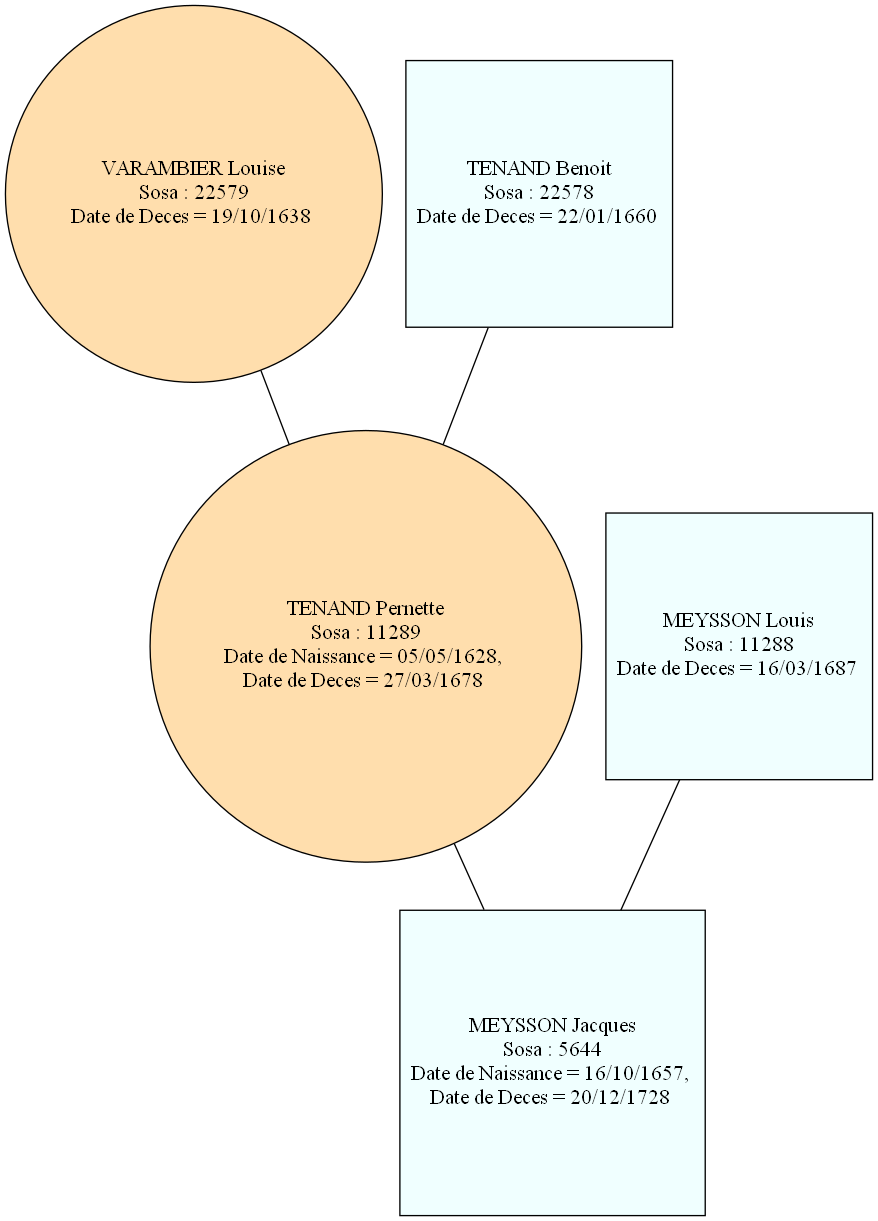 VARAMBIER Louise
Sosa : 22579
Date de Deces = 19/10/1638
TENAND Benoit
Sosa : 22578
Date de Deces = 22/01/1660
TENAND Pernette
Sosa : 11289
Date de Naissance = 05/05/1628,
Date de Deces = 27/03/1678
MEYSSON Louis
Sosa : 11288
Date de Deces = 16/03/1687
MEYSSON Jacques
Sosa : 5644
Date de Naissance = 16/10/1657,
Date de Deces = 20/12/1728